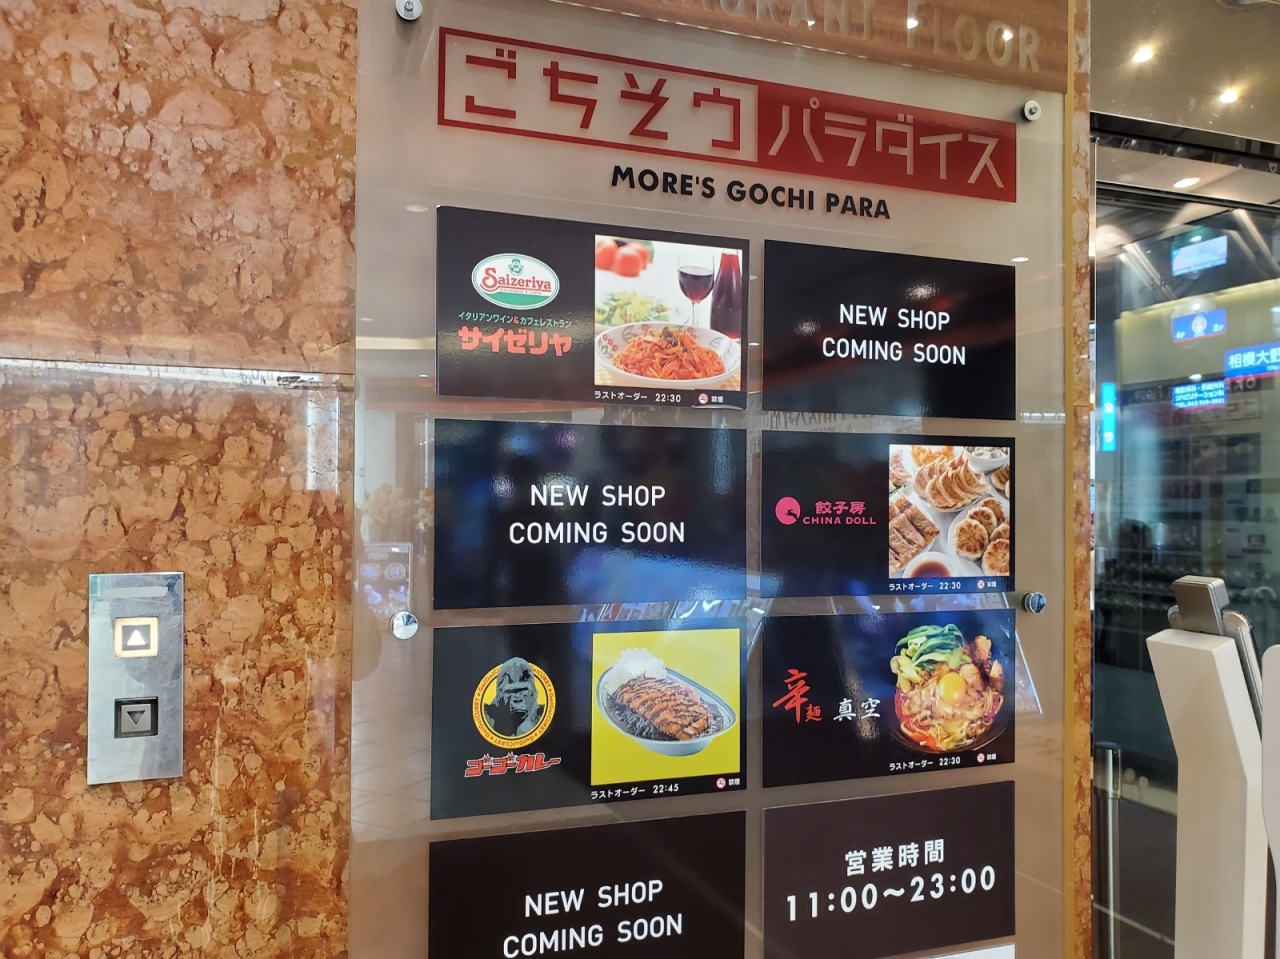 FLOOR
ごちそうパラダイス
MORE'S GOCHI PARA
Saizeriya
イタリアンワイン&カフェレストラン
サイゼリヤ
ラストオーダー 22:30 禁煙
NEW SHOP
COMING SOON
NEW SHOP
COMING SOON
餃子房
CHINA DOLL
ラストオーダー 22:30 禁煙
ゴーゴーカレー
ラストオーダー 22:45 禁煙
辛麺 真空
ラストオーダー 22:30 禁煙
NEW SHOP
COMING SOON
営業時間
11:00~23:00
相模大野